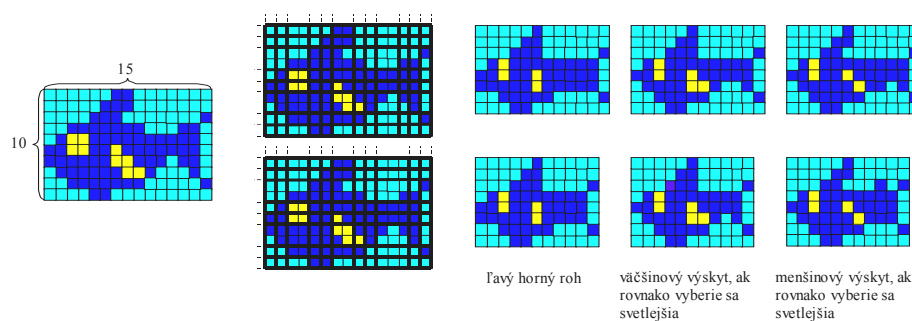 15
10
ľavý horný roh
väčšinový výskyt, ak
rovnako vyberie sa
svetlejšia
menšinový výskyt, ak
rovnako vyberie sa
svetlejšia